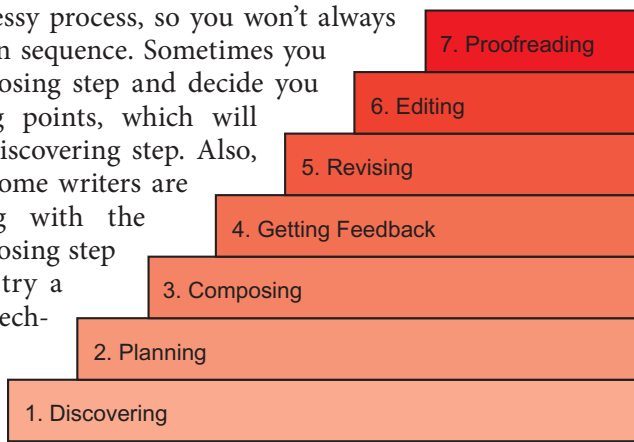 essy process, so you won't always
n sequence. Sometimes you
osing step and decide you
g points, which will
iscovering step. Also,
ome writers are
g with the
osing step
try a
ech-
7. Proofreading
6. Editing
5. Revising
4. Getting Feedback
3. Composing
2. Planning
1. Discovering